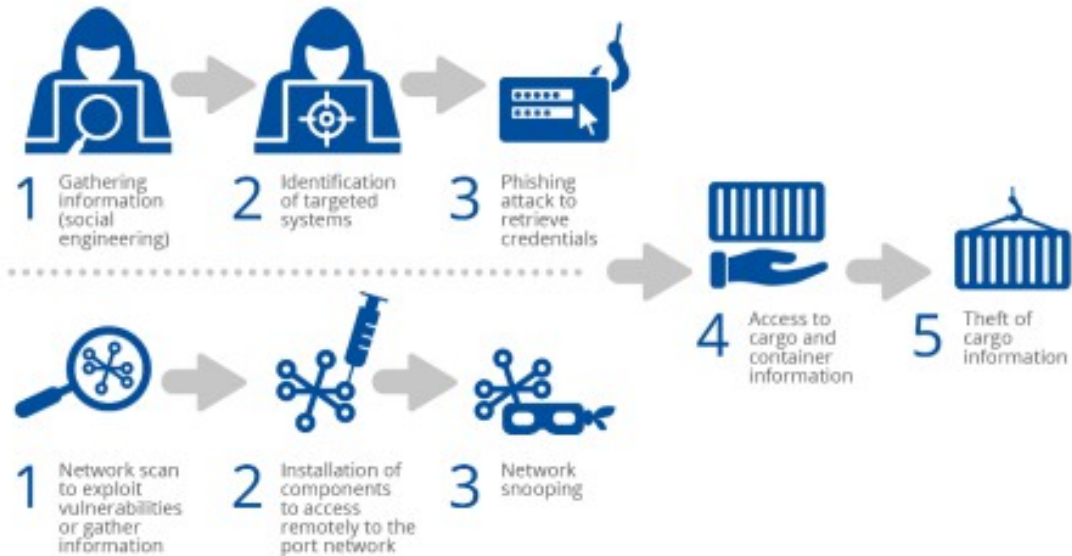 1 Gathering
information
(social
engineering)
2 Identification
of targeted
systems
3 Phishing
attack to
retrieve
credentials
1 Network scan
to exploit
vulnerabilities
or gather
information
2 Installation of
components
to access
remotely to the
port network
3 Network
snooping
4 Access to
cargo and
container
information
5 Theft of
cargo
information